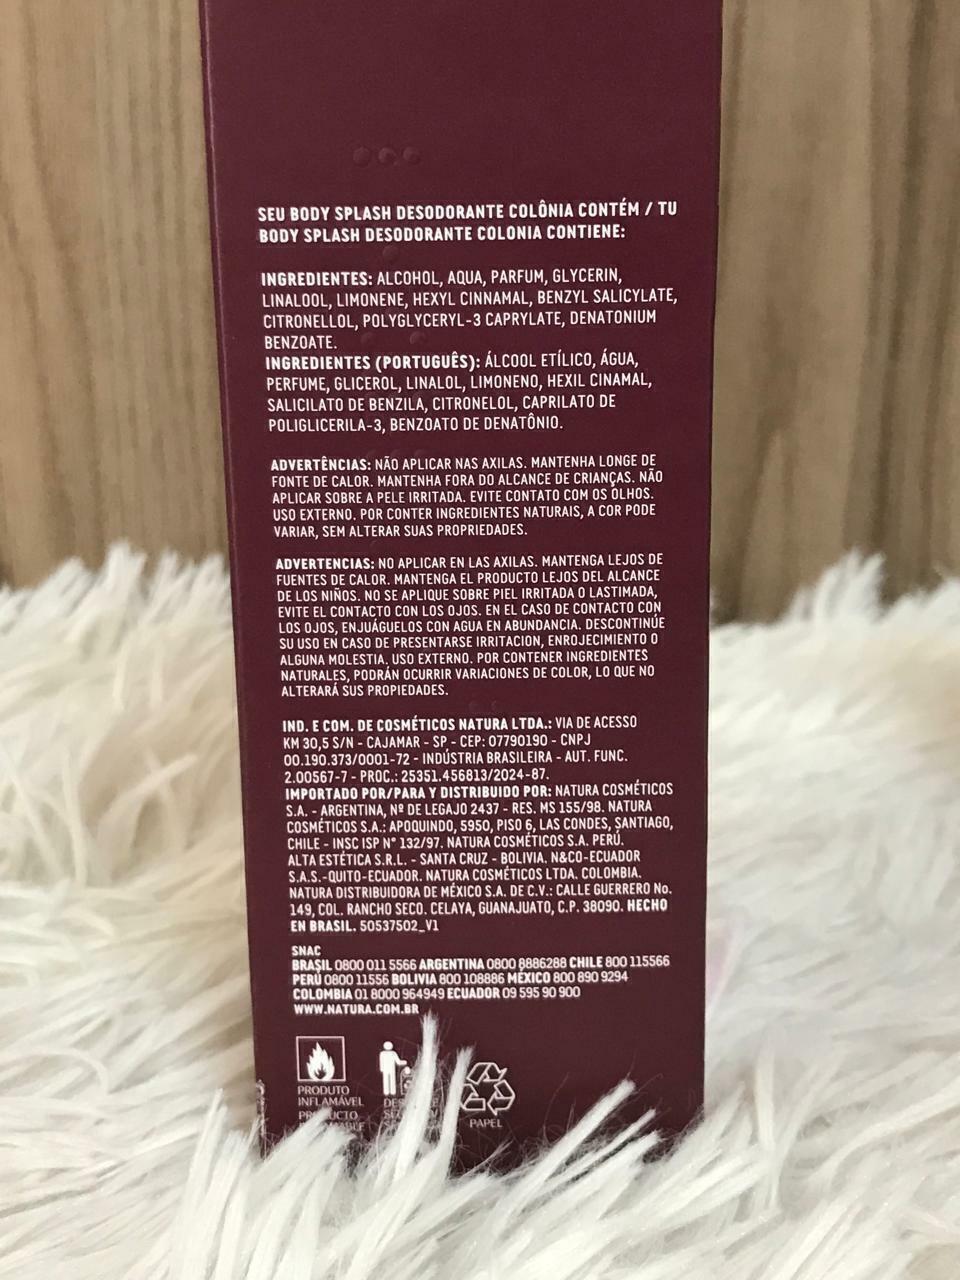 SEU BODY SPLASH DESODORANTE COLÔNIA CONTÉM / TU
BODY SPLASH DESODORANTE COLONIA CONTIENE:
INGREDIENTES: ALCOHOL, AQUA, PARFUM, GLYCERIN,
LINALOOL, LIMONENE, HEXYL CINNAMAL, BENZYL SALICYLATE,
CITRONELLOL, POLYGLYCERYL-3 CAPRYLATE, DENATONIUM
BENZOATE.
INGREDIENTES (PORTUGUÊS): ÁLCOOL ETÍLICO, ÁGUA,
PERFUME, GLICEROL, LINALOL, LIMONENO, HEXIL CINAMAL,
SALICILATO DE BENZILA, CITRONELOL, CAPRILATO DE
POLIGLICERILA-3, BENZOATO DE DENATÔNIO.
ADVERTÊNCIAS: NÃO APLICAR NAS AXILAS. MANTENHA LONGE DE
FONTE DE CALOR. MANTENHA FORA DO ALCANCE DE CRIANÇAS. NÃO
APLICAR SOBRE A PELE IRRITADA. EVITE CONTATO COM OS OLHOS.
USO EXTERNO. POR CONTER INGREDIENTES NATURAIS, A COR PODE
VARIAR, SEM ALTERAR SUAS PROPRIEDADES.
ADVERTENCIAS: NO APLICAR EN LAS AXILAS. MANTENGA LEJOS DE
FUENTES DE CALOR. MANTENGA EL PRODUCTO LEJOS DEL ALCANCE
DE LOS NIÑOS. NO SE APLIQUE SOBRE PIEL IRRITADA O LASTIMADA,
EVITE EL CONTACTO CON LOS OJOS. EN EL CASO DE CONTACTO CON
LOS OJOS, ENJUÁGUELOS CON AGUA EN ABUNDANCIA. DESCONTINÚE
SU USO EN CASO DE PRESENTARSE IRRITACION, ENROJECIMIENTO O
ALGUNA MOLESTIA. USO EXTERNO. POR CONTENER INGREDIENTES
NATURALES, PODRÁN OCURRIR VARIACIONES DE COLOR, LO QUE NO
ALTERARÁ SUS PROPIEDADES.
IND. E COM. DE COSMÉTICOS NATURA LTDA.: VIA DE ACESSO
KM 30,5 S/N - CAJAMAR - SP - CEP: 07790190 - CNPJ
00.190.373/0001-72 - INDÚSTRIA BRASILEIRA - AUT. FUNC.
2.00567-7 - PROC.: 25351.456813/2024-87.
IMPORTADO POR/PARA Y DISTRIBUIDO POR: NATURA COSMÉTICOS
S.A. - ARGENTINA, Nº DE LEGAJO 2437 - RES. MS 155/98. NATURA
COSMÉTICOS S.A.: APOQUINDO, 5950, PISO 6, LAS CONDES, SANTIAGO,
CHILE - INSC ISP N° 132/97. NATURA COSMÉTICOS S.A. PERÚ.
ALTA ESTÉTICA S.R.L. - SANTA CRUZ - BOLIVIA. N&CO-ECUADOR
S.A.S.-QUITO-ECUADOR. NATURA COSMÉTICOS LTDA. COLOMBIA.
NATURA DISTRIBUIDORA DE MÉXICO S.A. DE C.V.: CALLE GUERRERO No.
149, COL. RANCHO SECO. CELAYA, GUANAJUATO, C.P. 38090. HECHO
EN BRASIL. 50537502_V1
SNAC
BRASIL 0800 011 5566 ARGENTINA 0800 8886288 CHILE 800 115566
PERÚ 0800 11556 BOLIVIA 800 108886 MÉXICO 800 890 9294
COLOMBIA 01 8000 964949 ECUADOR 09 595 90 900
WWW.NATURA.COM.BR
PRODUTO
INFLAMÁVEL
PAPEL